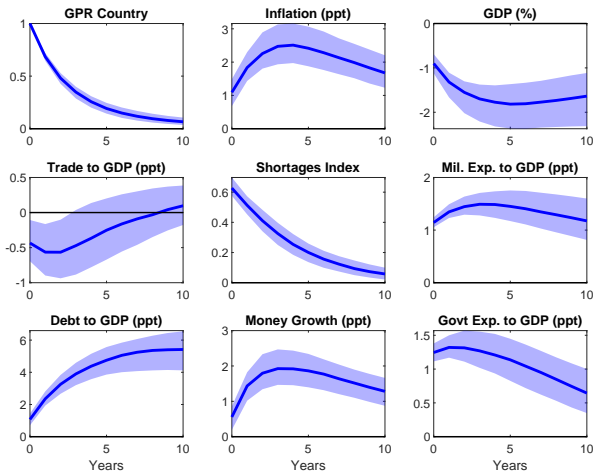 GPR Country
1
0.5
0
0 5 10
Inflation (ppt)
3
2
1
0
0 5 10
GDP (%)
0
-1
-2
0 5 10
Trade to GDP (ppt)
0.5
0
-0.5
-1
0 5 10
Shortages Index
0.6
0.4
0.2
0
0 5 10
Mil. Exp. to GDP (ppt)
2
1
0
0 5 10
Debt to GDP (ppt)
6
4
2
0
0 5 10
Years
Money Growth (ppt)
3
2
1
0
0 5 10
Years
Govt Exp. to GDP (ppt)
1.5
1
0.5
0
0 5 10
Years